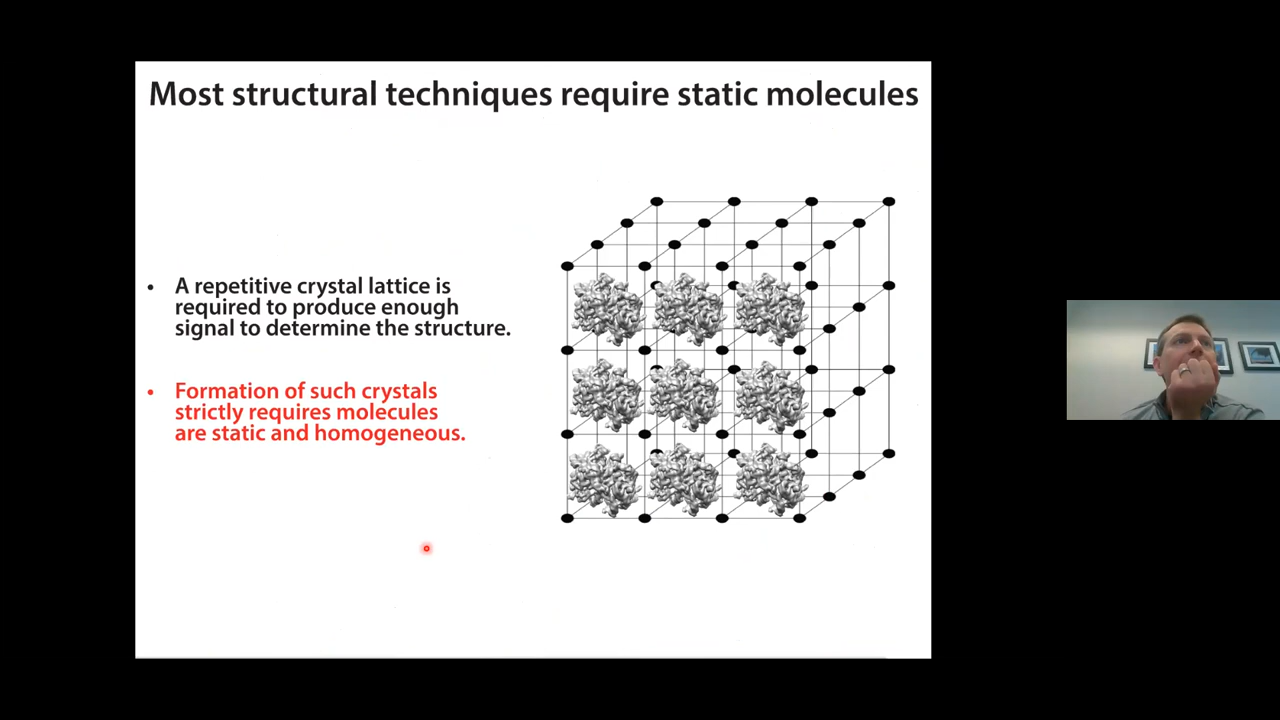 Most structural techniques require static molecules
• A repetitive crystal lattice is
required to produce enough
signal to determine the structure.
• Formation of such crystals
strictly requires molecules
are static and homogeneous.